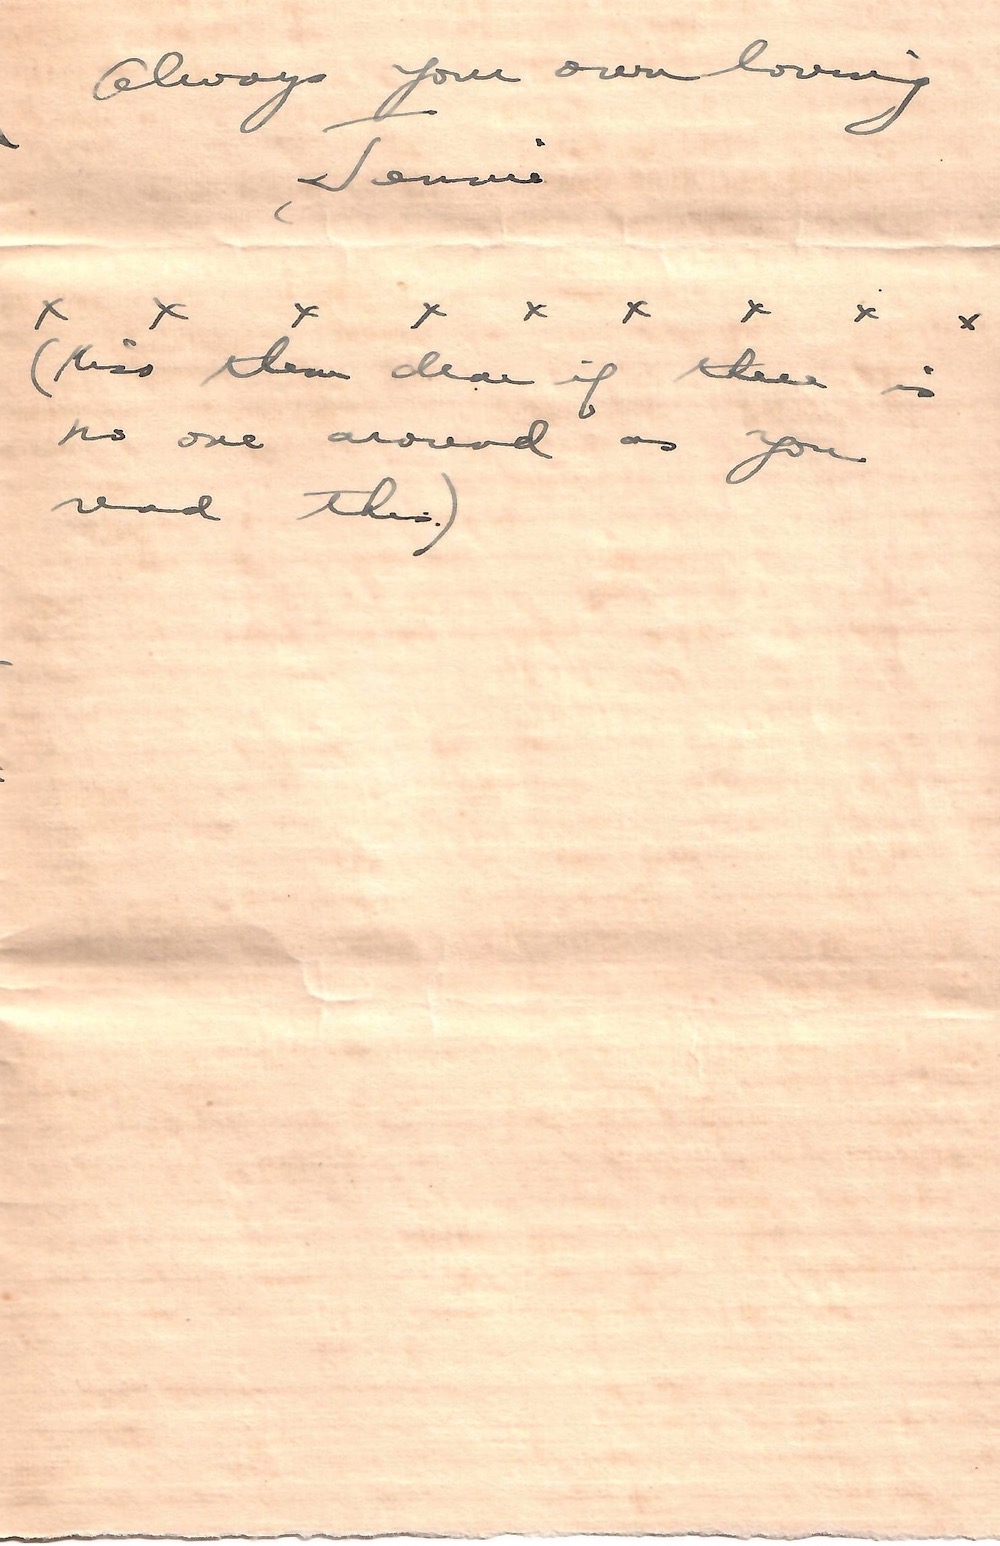 Always your own loving
Jennie
x x x x x x x x x
(Kiss them dear if there is
no one around as you
read this.)